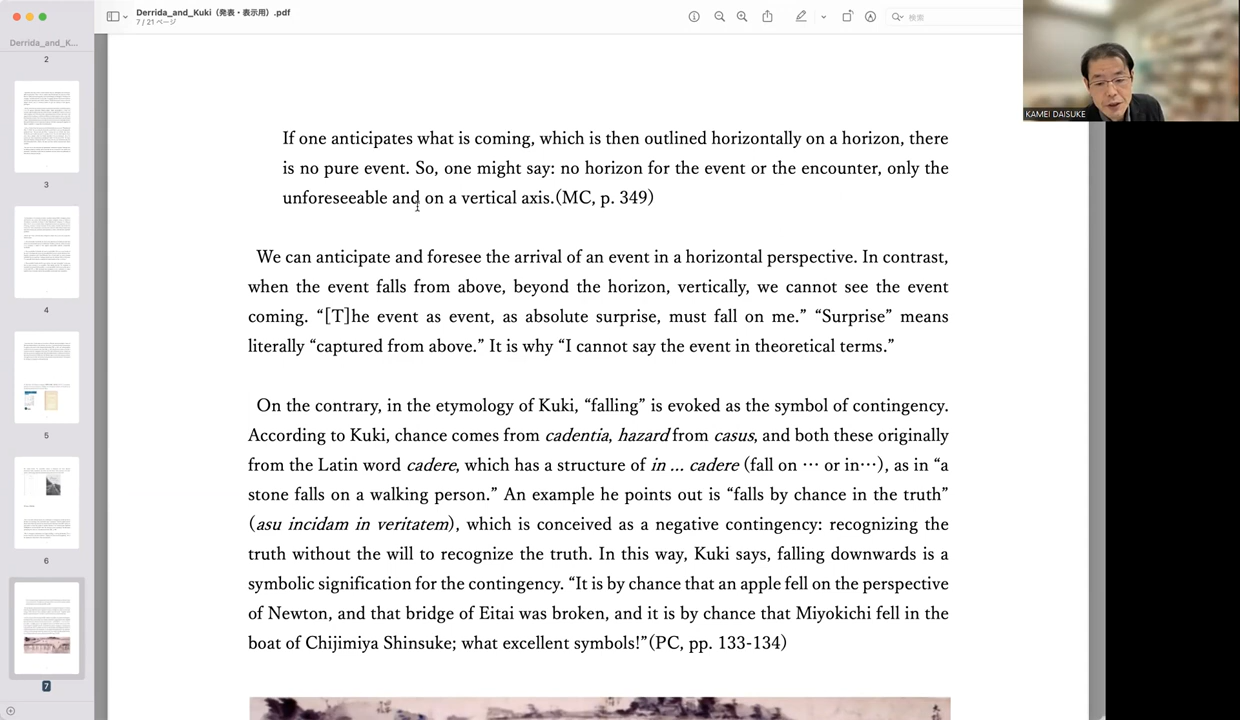 Derrida_and_Kuki（発表・表示用）.pdf
7 / 21 ページ
検索
Derrida_and_K...
2
3
4
5
6
7
KAMEI DAISUKE
If one anticipates what is coming, which is then outlined horizontally on a horizon, there
is no pure event. So, one might say: no horizon for the event or the encounter, only the
unforeseeable and on a vertical axis.(MC, p. 349)
We can anticipate and foresee the arrival of an event in a horizontal perspective. In contrast,
when the event falls from above, beyond the horizon, vertically, we cannot see the event
coming. “[T]he event as event, as absolute surprise, must fall on me.” “Surprise” means
literally “captured from above.” It is why “I cannot say the event in theoretical terms.”
On the contrary, in the etymology of Kuki, “falling” is evoked as the symbol of contingency.
According to Kuki, chance comes from cadentia, hazard from casus, and both these originally
from the Latin word cadere, which has a structure of in ... cadere (fall on ··· or in···), as in “a
stone falls on a walking person.” An example he points out is “falls by chance in the truth”
(asu incidam in veritatem), which is conceived as a negative contingency: recognizing the
truth without the will to recognize the truth. In this way, Kuki says, falling downwards is a
symbolic signification for the contingency. “It is by chance that an apple fell on the perspective
of Newton, and that bridge of Eitai was broken, and it is by chance that Miyokichi fell in the
boat of Chijimiya Shinsuke; what excellent symbols!”(PC, pp. 133-134)